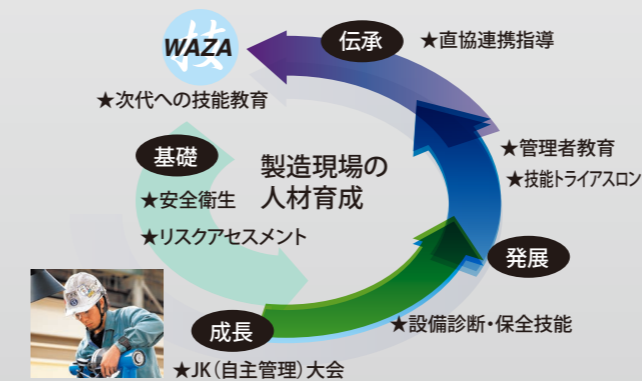 技
WAZA
伝承
★直協連携指導
★次代への技能教育
基礎
製造現場の
人材育成
★管理者教育
★技能トライアスロン
★安全衛生
★リスクアセスメント
発展
成長
★設備診断・保全技能
★JK(自主管理)大会